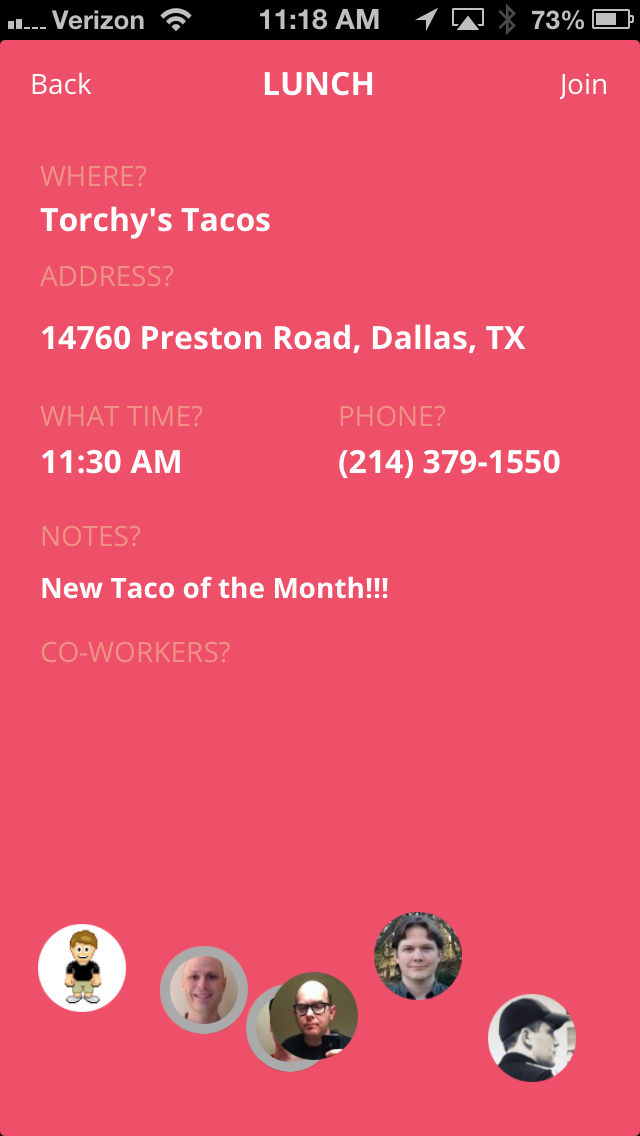 Verizon 11:18 AM 73%
Back LUNCH Join
WHERE?
Torchy's Tacos
ADDRESS?
14760 Preston Road, Dallas, TX
WHAT TIME? PHONE?
11:30 AM (214) 379-1550
NOTES?
New Taco of the Month!!!
CO-WORKERS?